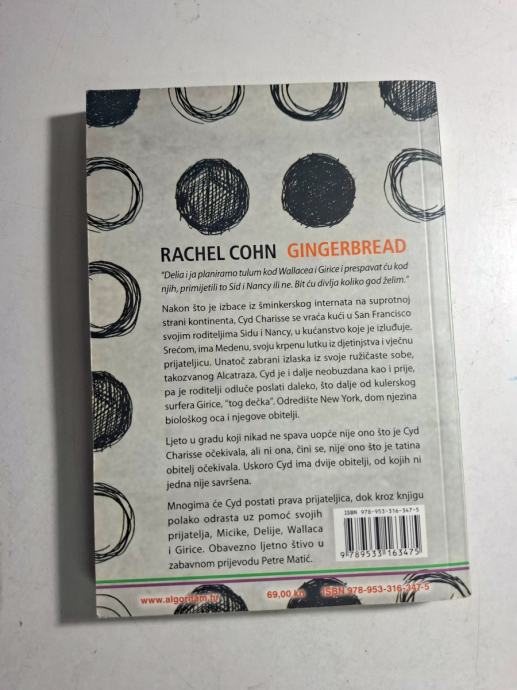 RACHEL COHN GINGERBREAD
"Delia i ja planiramo tulum kod Wallacea i Girice i prespavat ću kod
njih, primijetili to Sid i Nancy ili ne. Bit ću divlja koliko god želim."
Nakon što je izbace iz šminkerskog internata na suprotnoj
strani kontinenta, Cyd Charisse se vraća kući u San Francisco
svojim roditeljima Sidu i Nancy, u kućanstvo koje je izluđuje.
Srećom, ima Medenu, svoju krpenu lutku iz djetinjstva i vječnu
prijateljicu. Unatoč zabrani izlaska iz svoje ružičaste sobe,
takozvanog Alcatraza, Cyd je i dalje neobuzdana kao i prije,
pa je roditelji odluče poslati daleko, što dalje od kulerskog
surfera Girice, "tog dečka". Odredište New York, dom njezina
biološkog oca i njegove obitelji.
Ljeto u gradu koji nikad ne spava uopće nije ono što je Cyd
Charisse očekivala, ali ni ona, čini se, nije ono što je tatina
obitelj očekivala. Uskoro Cyd ima dvije obitelji, od kojih ni
jedna nije savršena.
Mnogima će Cyd postati prava prijateljica, dok kroz knjigu
polako odrasta uz pomoć svojih
prijatelja, Micike, Delije, Wallaca
i Girice. Obavezno ljetno štivo u
zabavnom prijevodu Petre Matić.
ISBN 978-953-316-347-5
9 789533 163475
www.algoritam.hr 69,00 kn ISBN 978-953-316-347-5